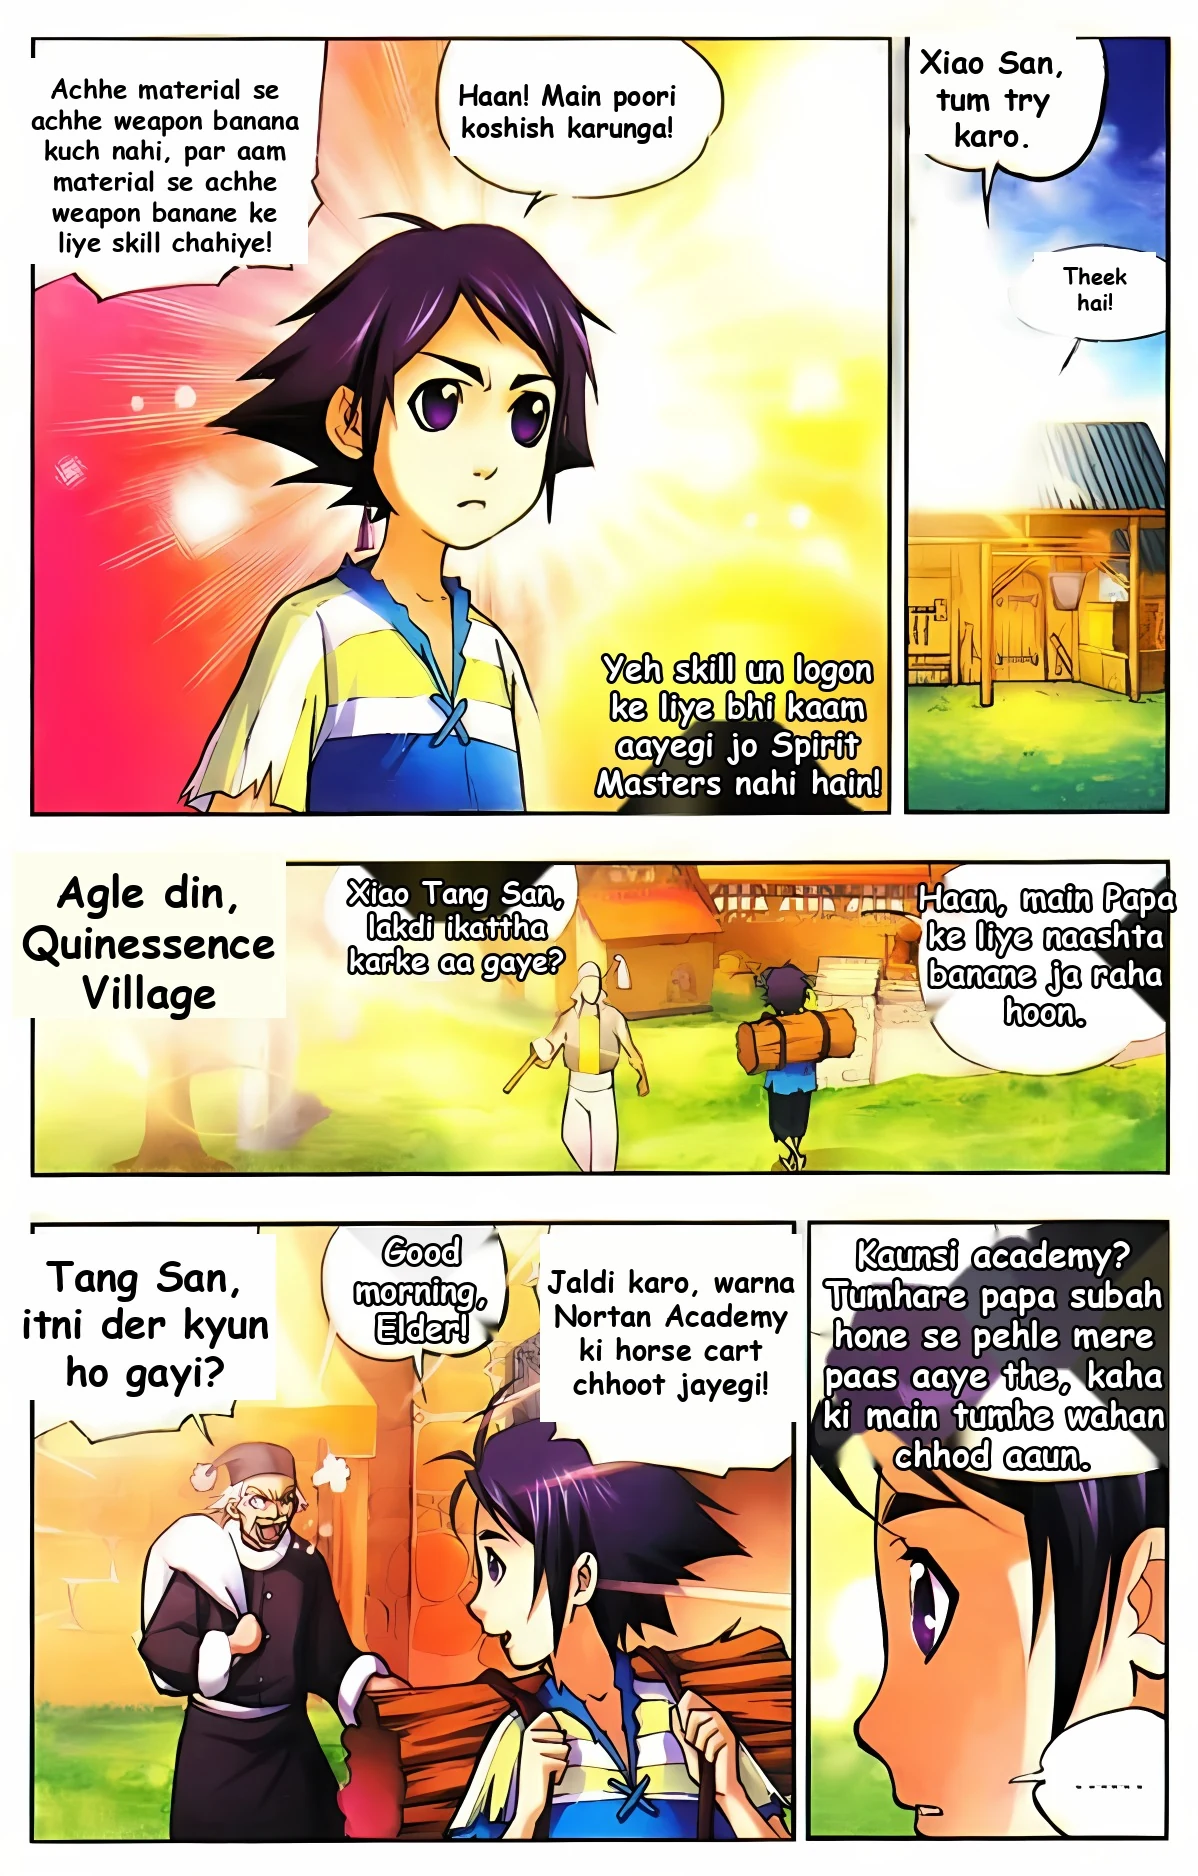 Achhe material se
achhe weapon banana
kuch nahi, par aam
material se achhe
weapon banane ke
liye skill chahiye!
Haan! Main poori
koshish karunga!
Yeh skill un logon
ke liye bhi kaam
aayegi jo Spirit
Masters nahi hain!
Xiao San,
tum try
karo.
Theek
hai!
Agle din,
Quinessence
Village
Xiao Tang San,
lakdi ikattha
karke aa gaye?
Haan, main Papa
ke liye naashta
banane ja raha
hoon.
Tang San,
itni der kyun
ho gayi?
Good
morning,
Elder!
Jaldi karo, warna
Nortan Academy
ki horse cart
chhoot jayegi!
Kaunsi academy?
Tumhare papa subah
hone se pehle mere
paas aaye the, kaha
ki main tumhe wahan
chhod aaun.
......